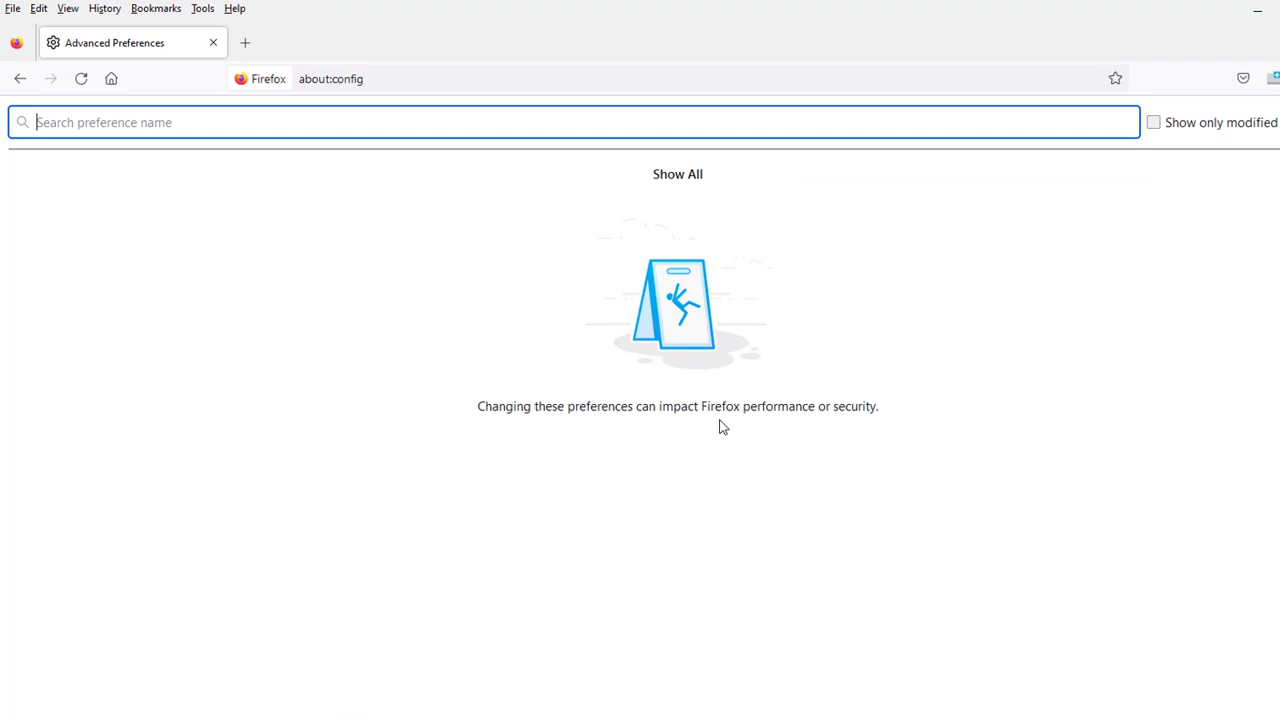 File Edit View History Bookmarks Tools Help
Advanced Preferences
Firefox about:config
Search preference name
Show only modified
Show All
Changing these preferences can impact Firefox performance or security.